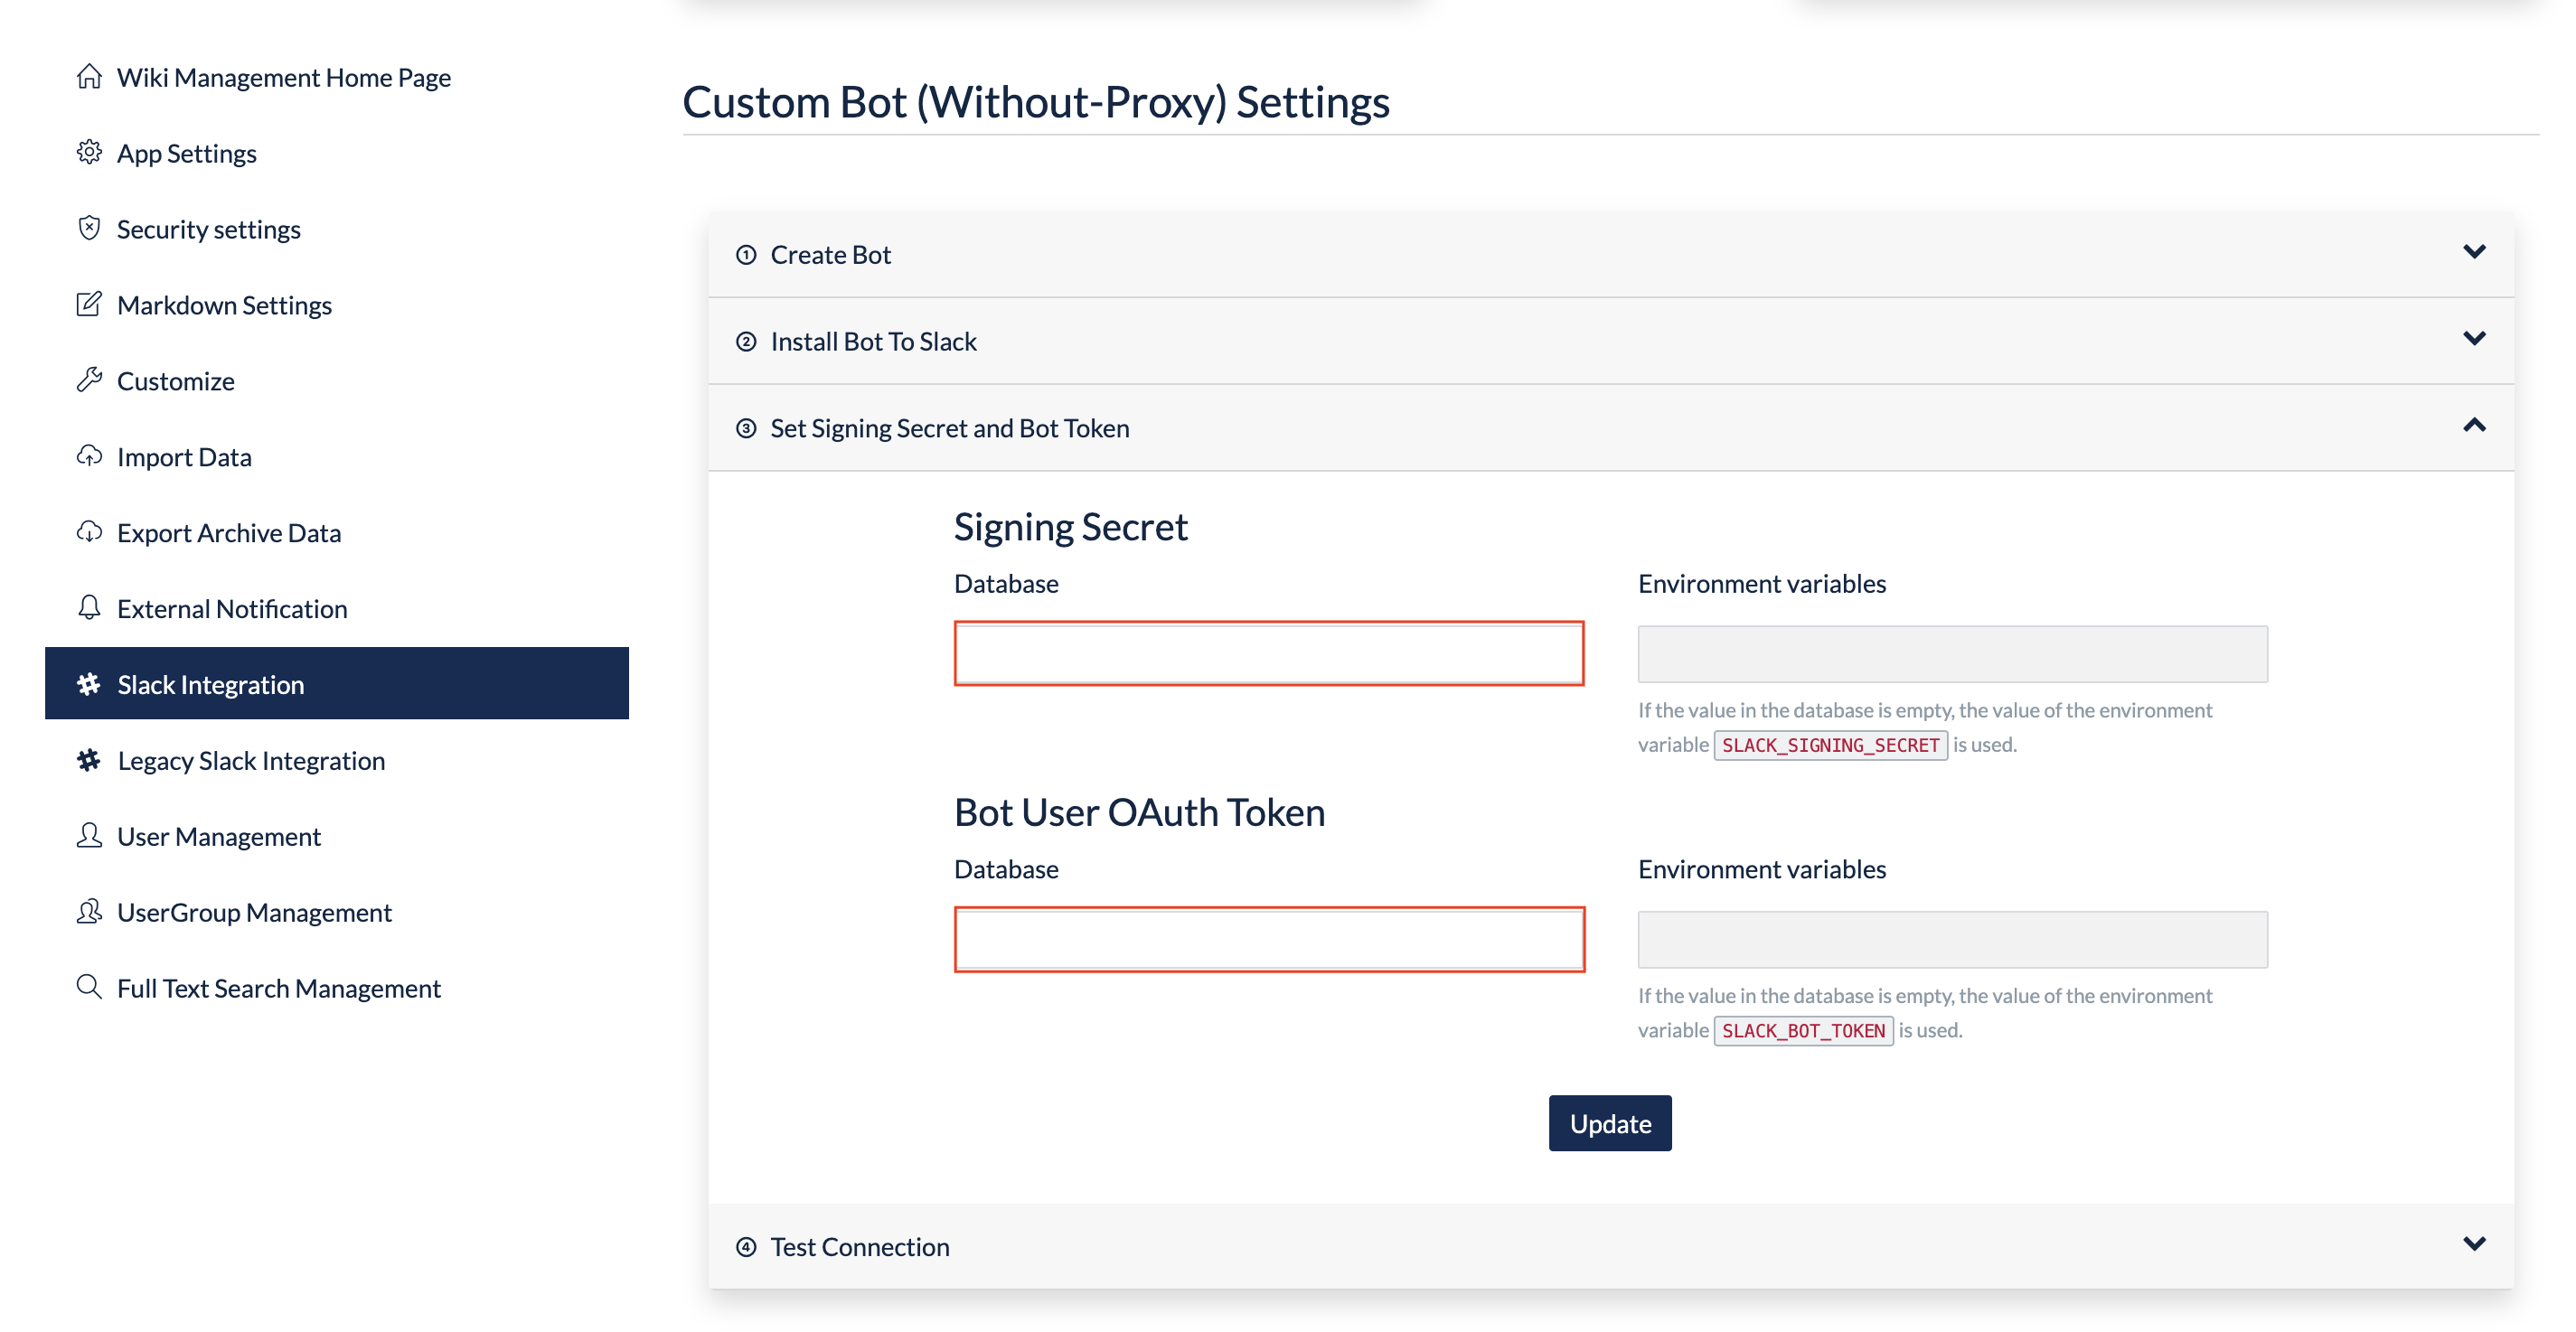 Wiki Management Home Page
App Settings
Security settings
Markdown Settings
Customize
Import Data
Export Archive Data
External Notification
Slack Integration
Legacy Slack Integration
User Management
UserGroup Management
Full Text Search Management
Custom Bot (Without-Proxy) Settings
① Create Bot
② Install Bot To Slack
③ Set Signing Secret and Bot Token
Signing Secret
Database
Environment variables
If the value in the database is empty, the value of the environment
variable SLACK_SIGNING_SECRET is used.
Bot User OAuth Token
Database
Environment variables
If the value in the database is empty, the value of the environment
variable SLACK_BOT_TOKEN is used.
Update
④ Test Connection